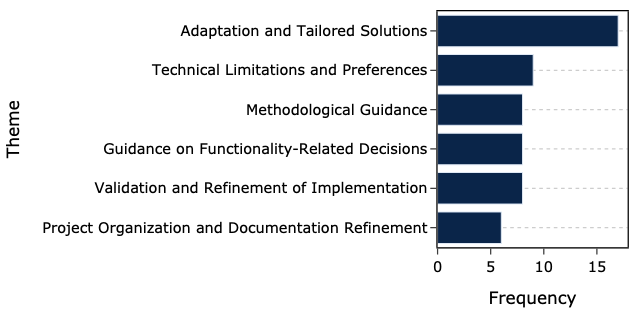 Theme
Adaptation and Tailored Solutions
Technical Limitations and Preferences
Methodological Guidance
Guidance on Functionality-Related Decisions
Validation and Refinement of Implementation
Project Organization and Documentation Refinement
0 5 10 15
Frequency